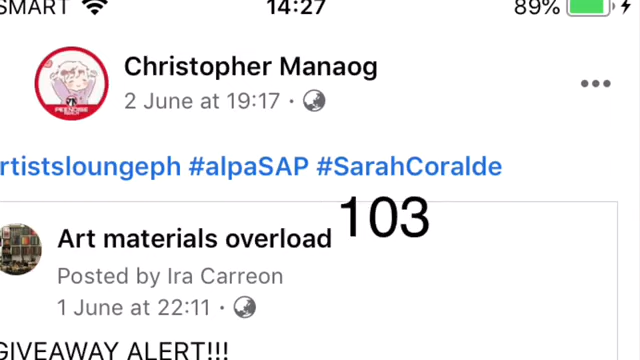 SMART 14:27 89%
Christopher Manaog
2 June at 19:17 ·
rtistsloungeph #alpaSAP #SarahCoralde
103
Art materials overload
Posted by Ira Carreon
1 June at 22:11 ·
GIVEAWAY ALERT!!!